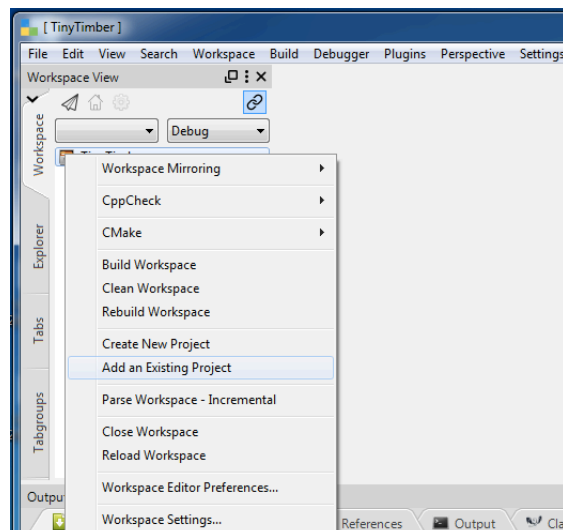 [ TinyTimber ]
File Edit View Search Workspace Build Debugger Plugins Perspective Settings
Workspace View
Workspace
Debug
Workspace Mirroring
CppCheck
CMake
Build Workspace
Clean Workspace
Rebuild Workspace
Create New Project
Add an Existing Project
Parse Workspace - Incremental
Close Workspace
Reload Workspace
Workspace Editor Preferences...
Workspace Settings...
Explorer
Tabs
Tabgroups
References Output